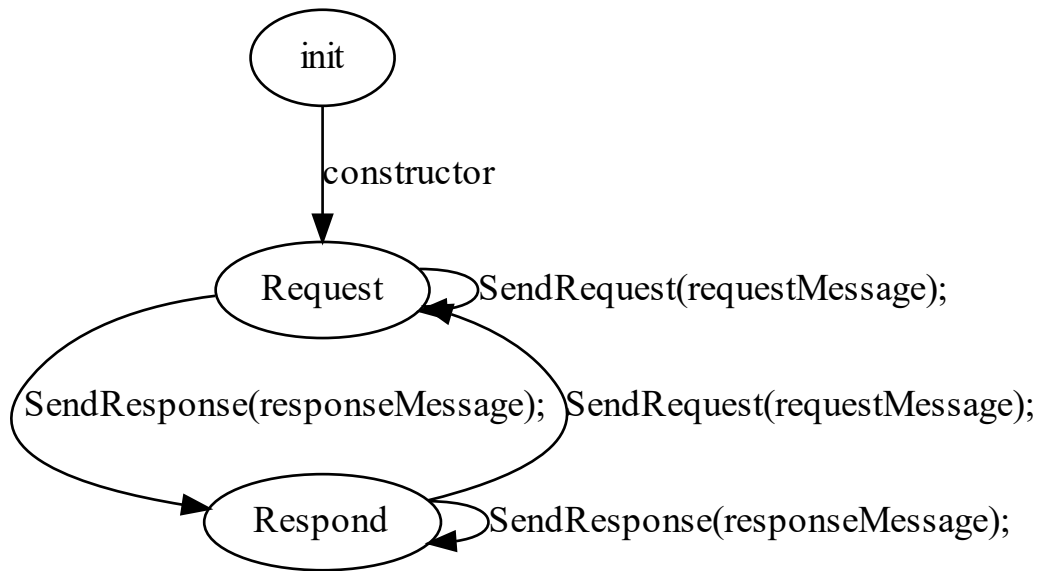 init
constructor
Request
SendRequest(requestMessage);
SendResponse(responseMessage);
SendRequest(requestMessage);
Respond
SendResponse(responseMessage);